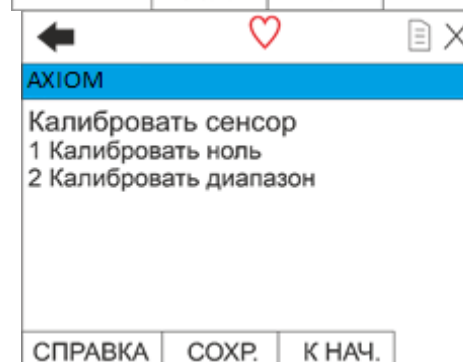 AXIOM
Калибровать сенсор
1 Калибровать ноль
2 Калибровать диапазон
СПРАВКА СОХР. К НАЧ.